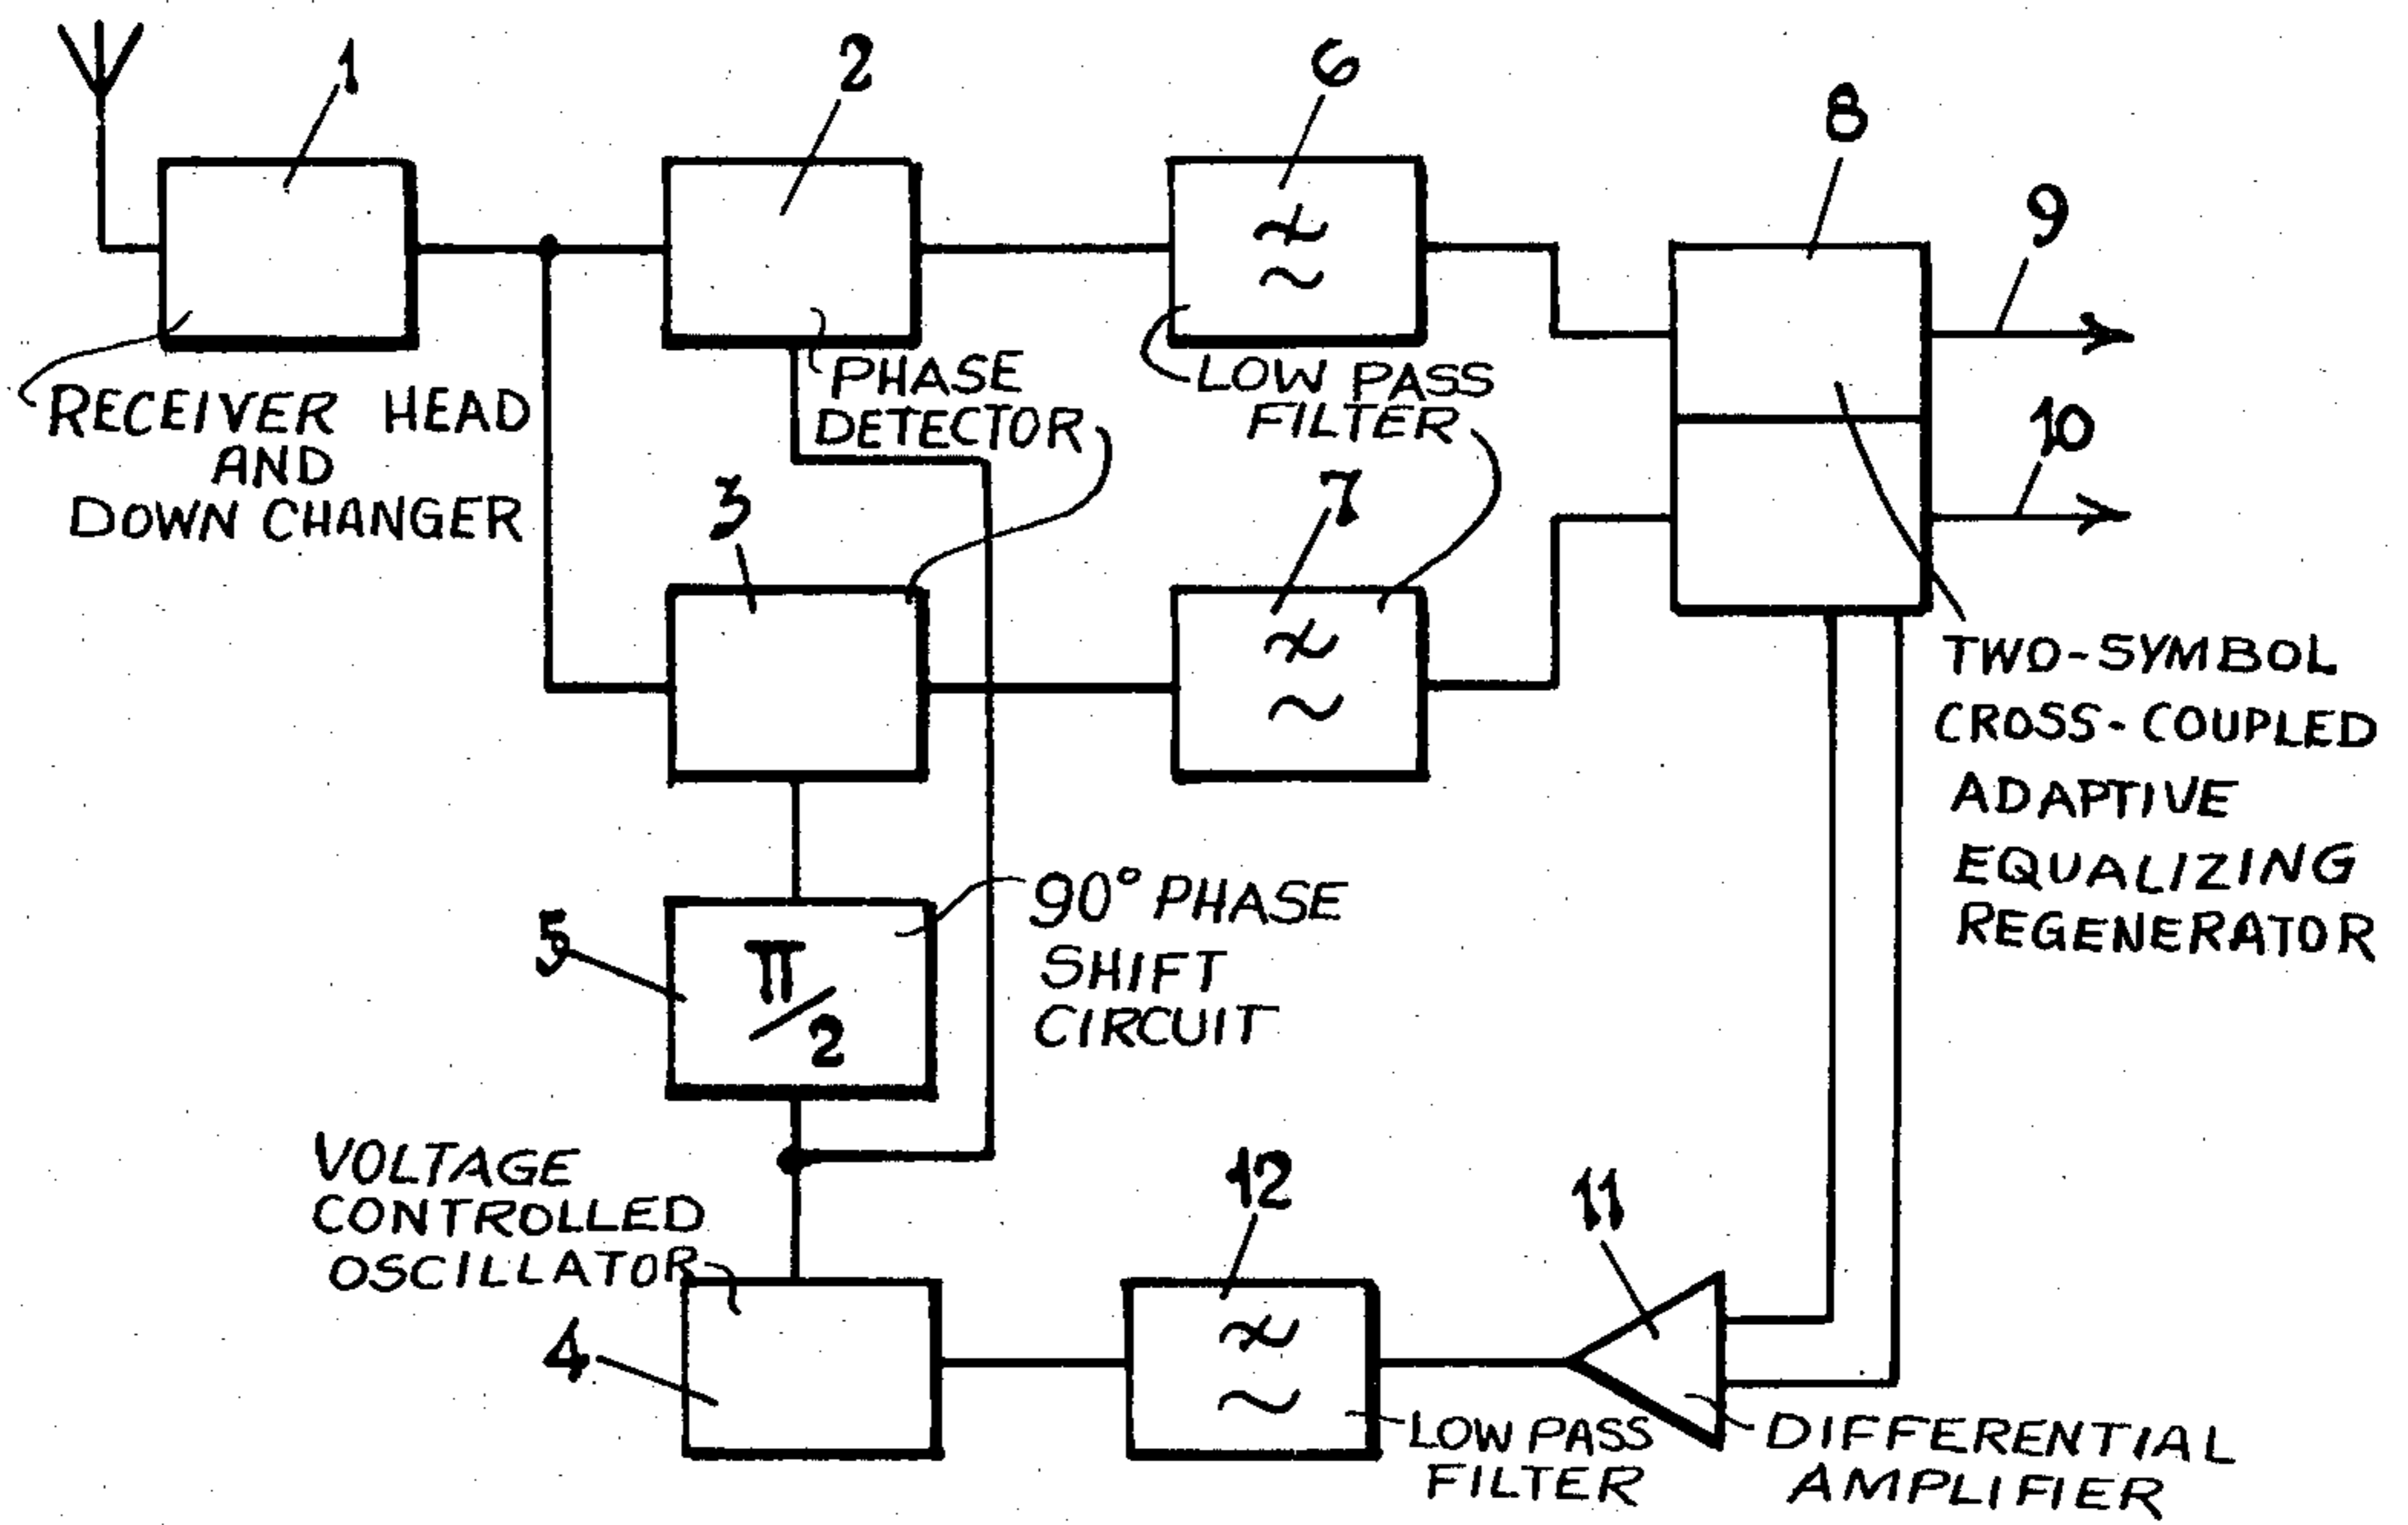 1
2
6
8
9
RECEIVER HEAD
AND
DOWN CHANGER
PHASE
DETECTOR
LOW PASS
FILTER
10
3
7
TWO-SYMBOL
CROSS-COUPLED
ADAPTIVE
EQUALIZING
REGENERATOR
5
π/2
90° PHASE
SHIFT
CIRCUIT
VOLTAGE
CONTROLLED
OSCILLATOR
4
12
11
LOW PASS
FILTER
DIFFERENTIAL
AMPLIFIER